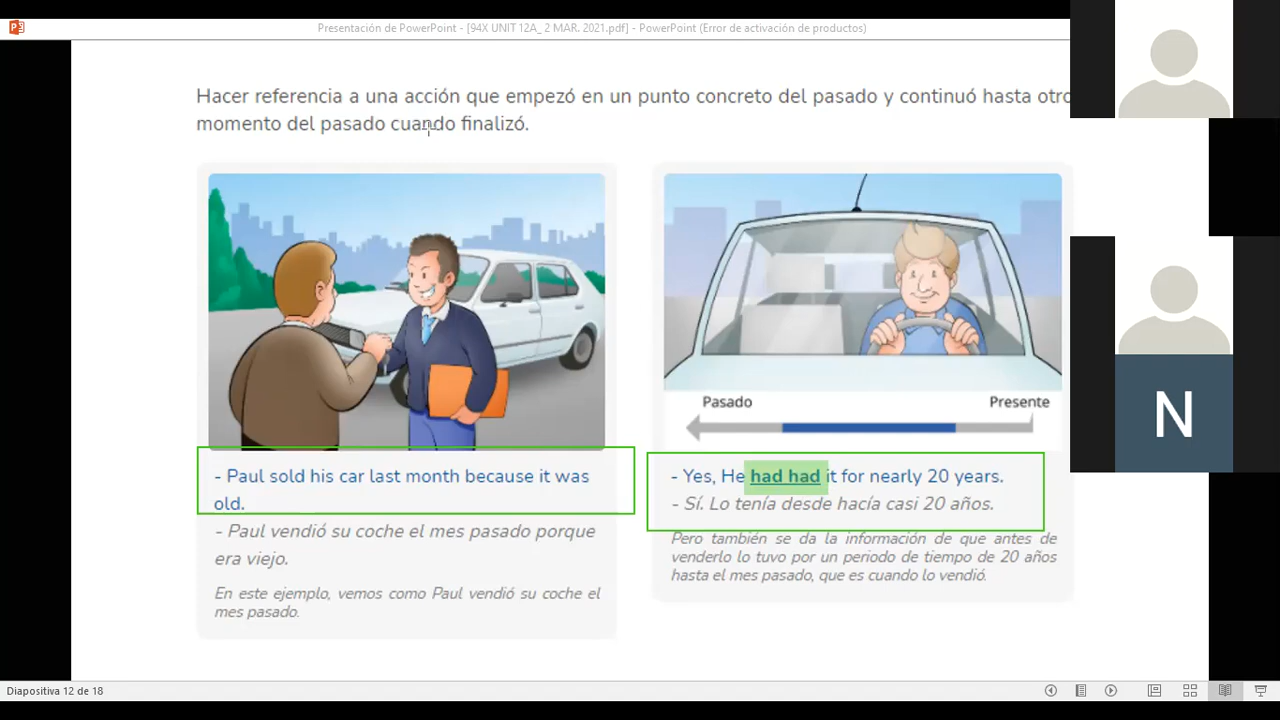 Presentación de PowerPoint - [94X UNIT 12A_ 2 MAR. 2021.pdf] - PowerPoint (Error de activación de productos)
Hacer referencia a una acción que empezó en un punto concreto del pasado y continuó hasta otro
momento del pasado cuando finalizó.
Pasado
Presente
- Paul sold his car last month because it was
old.
- Paul vendió su coche el mes pasado porque
era viejo.
En este ejemplo, vemos como Paul vendió su coche el
mes pasado.
- Yes, He had had it for nearly 20 years.
- Sí. Lo tenía desde hacía casi 20 años.
Pero también se da la información de que antes de
venderlo lo tuvo por un periodo de tiempo de 20 años
hasta el mes pasado, que es cuando lo vendió.
N
Diapositiva 12 de 18